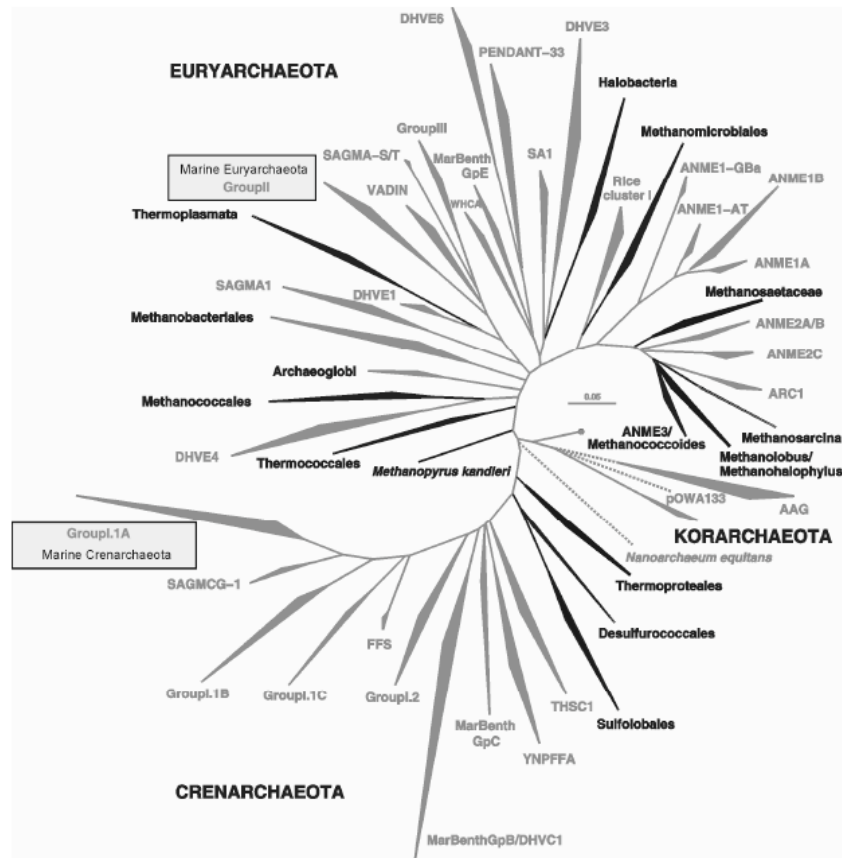 DHVE6
DHVE3
PENDANT-33
EURYARCHAEOTA
Halobacteria
GroupIII
Methanomicrobiales
SAGMA-S/T
MarBenth
GpE
SA1
Marine Euryarchaeota
GroupII
ANME1-GBa
ANME1B
VADIN
WHCA
Rice
cluster I
ANME1-AT
Thermoplasmata
ANME1A
SAGMA1
DHVE1
Methanosaetaceae
Methanobacteriales
ANME2A/B
ANME2C
Archaeoglobi
ARC1
Methanococcales
0.05
ANME3/
Methanococcoides
Methanosarcina
DHVE4
Thermococcales
Methanopyrus kandleri
Methanolobus/
Methanohalophylus
pOWA133
AAG
GroupI.1A
Marine Crenarchaeota
KORARCHAEOTA
Nanoarchaeum equitans
SAGMCG-1
Thermoproteales
Desulfurococcales
FFS
GroupI.1B
GroupI.1C
GroupI.2
THSC1
Sulfolobales
MarBenth
GpC
YNPFFA
CRENARCHAEOTA
MarBenthGpB/DHVC1